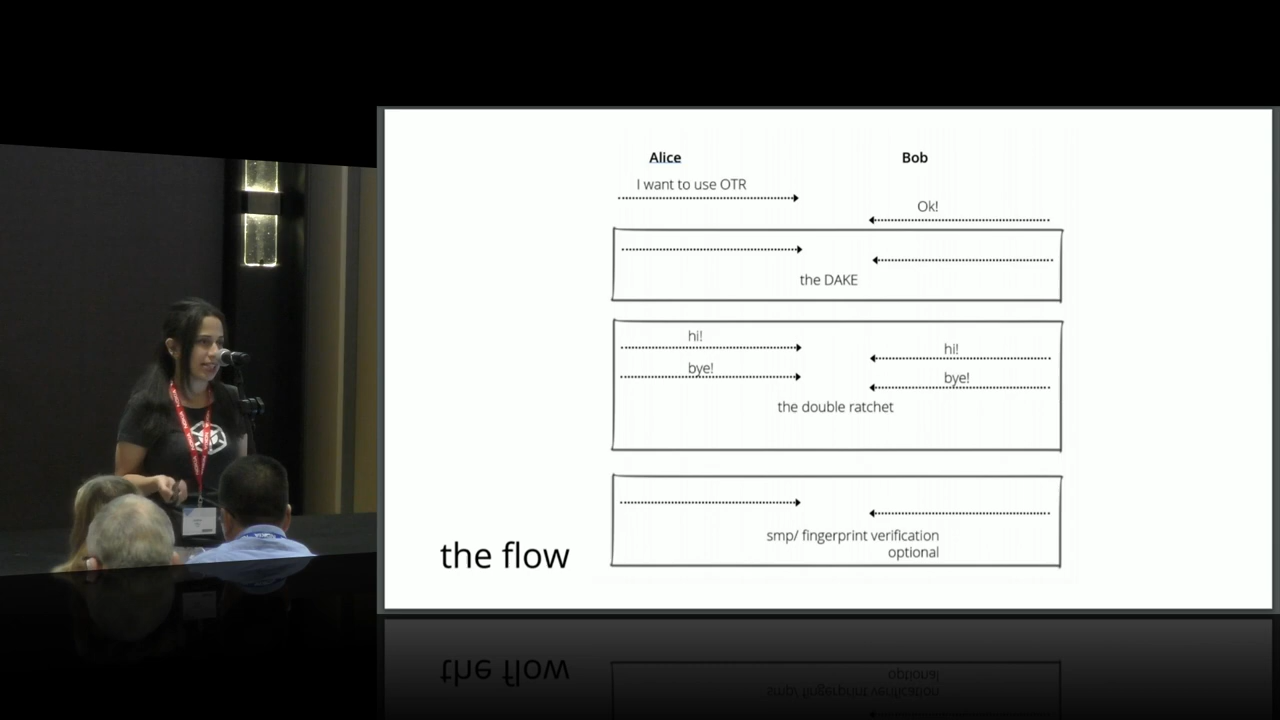 Alice
Bob
I want to use OTR
Ok!
the DAKE
hi!
hi!
bye!
bye!
the double ratchet
smp/ fingerprint verification
optional
the flow